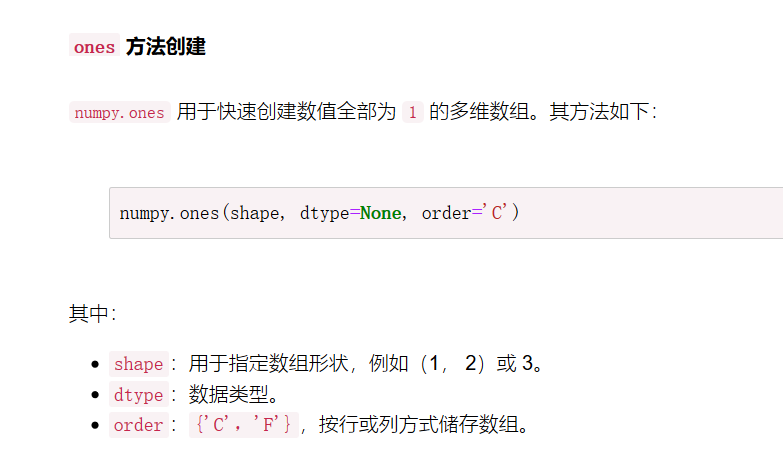 ones 方法创建
numpy.ones 用于快速创建数值全部为 1 的多维数组。其方法如下：
numpy.ones(shape, dtype=None, order='C')
其中：
shape：用于指定数组形状，例如（1， 2）或 3。
dtype：数据类型。
order：{'C'，'F'}，按行或列方式储存数组。